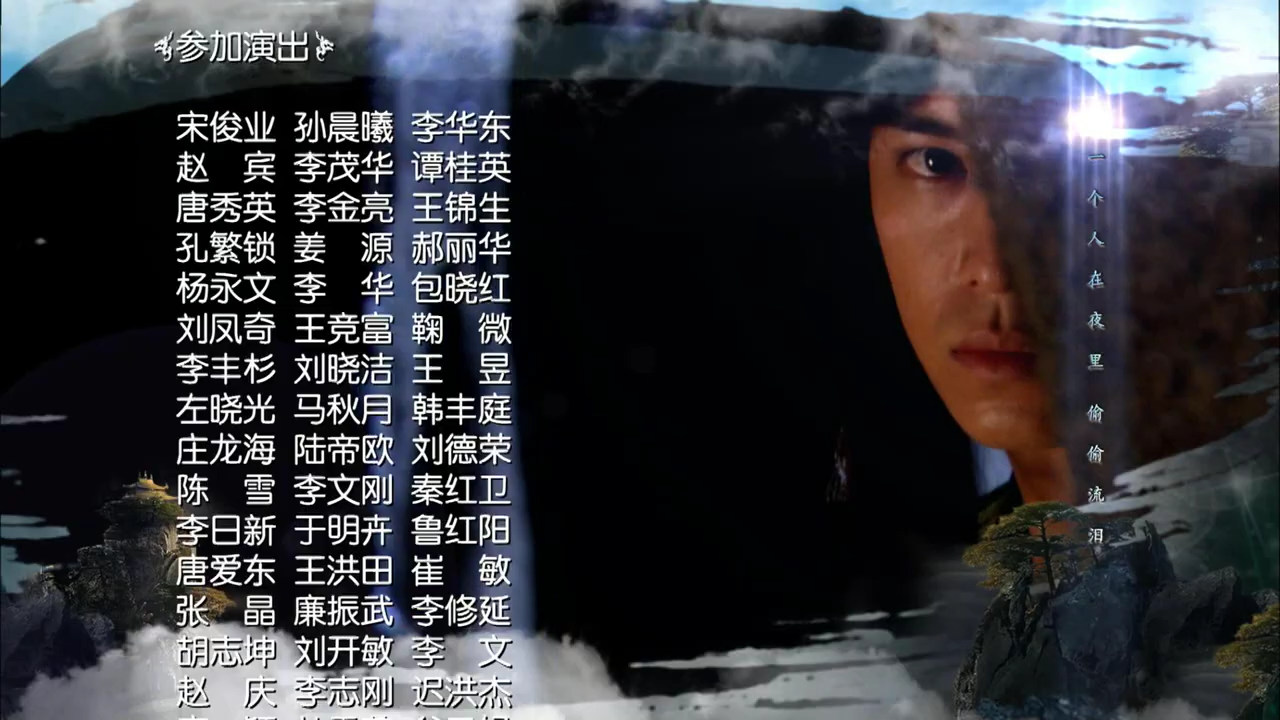 参加演出
宋俊业 孙晨曦 李华东
赵 宾 李茂华 谭桂英
唐秀英 李金亮 王锦生
孔繁锁 姜 源 郝丽华
杨永文 李 华 包晓红
刘凤奇 王竞富 鞠 微
李丰杉 刘晓洁 王 昱
左晓光 马秋月 韩丰庭
庄龙海 陆帝欧 刘德荣
陈 雪 李文刚 秦红卫
李日新 于明卉 鲁红阳
唐爱东 王洪田 崔 敏
张 晶 廉振武 李修延
胡志坤 刘开敏 李 文
赵 庆 李志刚 迟洪杰
一个人在夜里 偷偷流泪